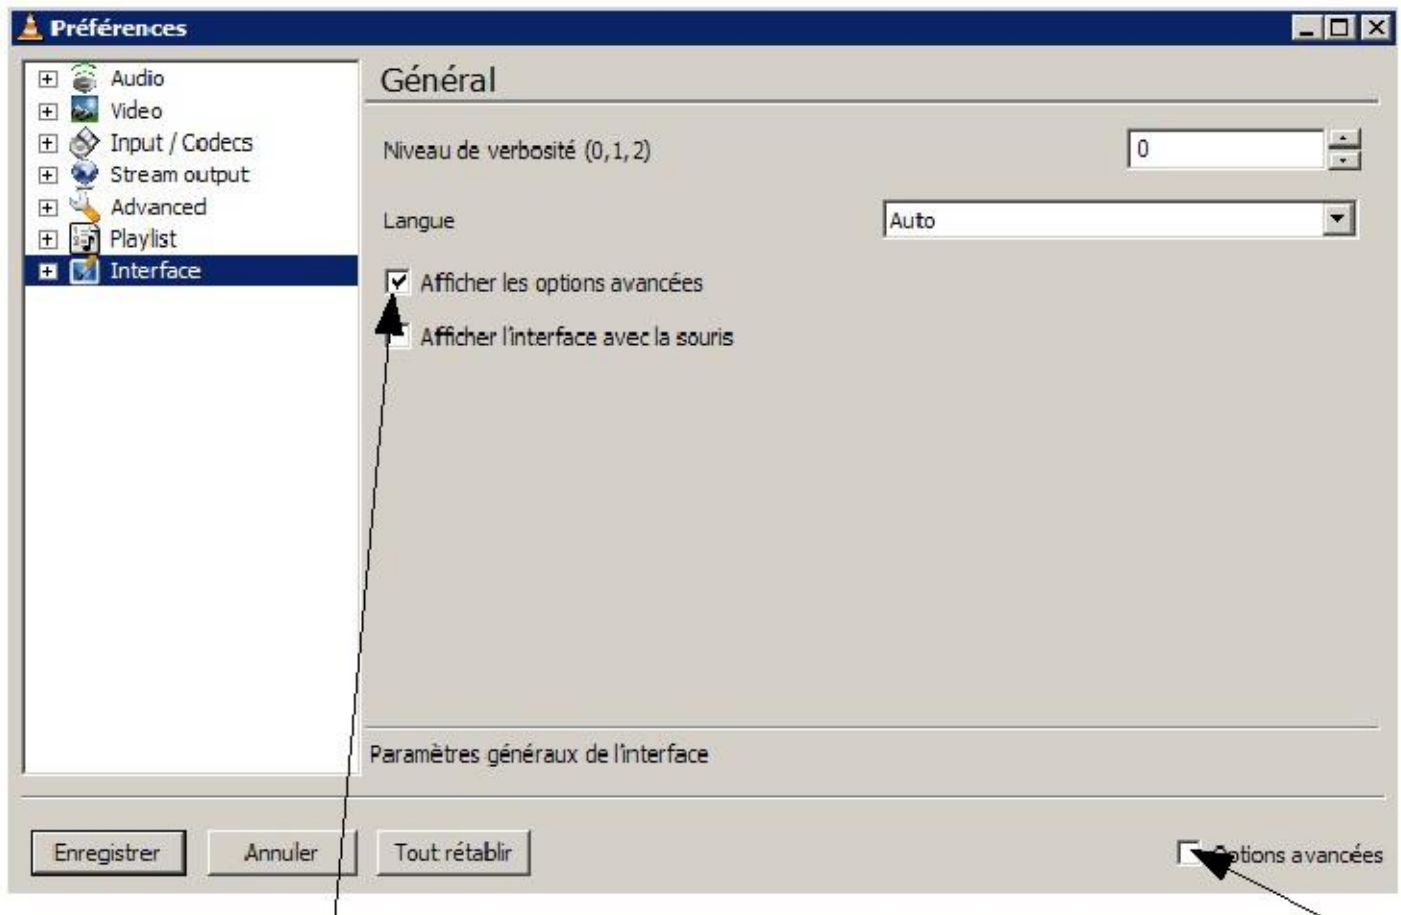 Préférences
Audio
Video
Input / Codecs
Stream output
Advanced
Playlist
Interface
Général
Niveau de verbosité (0,1,2)
0
Langue
Auto
Afficher les options avancées
Afficher l'interface avec la souris
Paramètres généraux de l'interface
Enregistrer
Annuler
Tout rétablir
Options avancées